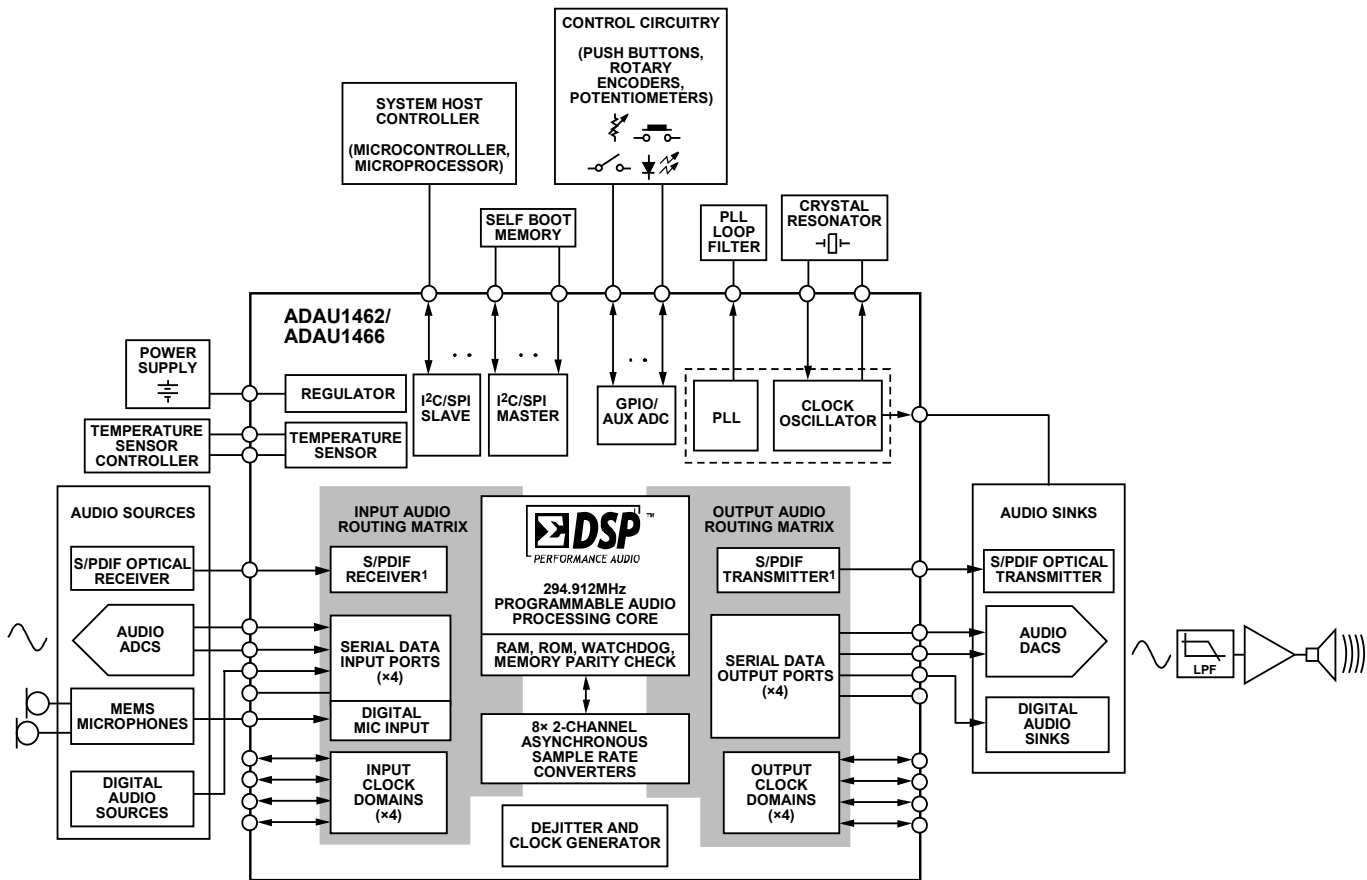 CONTROL CIRCUITRY
(PUSH BUTTONS,
ROTARY
ENCODERS,
POTENTIOMETERS)
SYSTEM HOST
CONTROLLER
(MICROCONTROLLER,
MICROPROCESSOR)
SELF BOOT
MEMORY
PLL
LOOP
FILTER
CRYSTAL
RESONATOR
ADAU1462/
ADAU1466
POWER
SUPPLY
REGULATOR
TEMPERATURE
SENSOR
CONTROLLER
TEMPERATURE
SENSOR
I²C/SPI
SLAVE
I²C/SPI
MASTER
GPIO/
AUX ADC
PLL
CLOCK
OSCILLATOR
AUDIO SOURCES
S/PDIF OPTICAL
RECEIVER
AUDIO
ADCS
MEMS
MICROPHONES
DIGITAL
AUDIO
SOURCES
INPUT AUDIO
ROUTING MATRIX
S/PDIF
RECEIVER¹
SERIAL DATA
INPUT PORTS
(×4)
DIGITAL
MIC INPUT
INPUT
CLOCK
DOMAINS
(×4)
ΣDSP™
PERFORMANCE AUDIO
294.912MHz
PROGRAMMABLE AUDIO
PROCESSING CORE
RAM, ROM, WATCHDOG,
MEMORY PARITY CHECK
8× 2-CHANNEL
ASYNCHRONOUS
SAMPLE RATE
CONVERTERS
DEJITTER AND
CLOCK GENERATOR
OUTPUT AUDIO
ROUTING MATRIX
S/PDIF
TRANSMITTER¹
SERIAL DATA
OUTPUT PORTS
(×4)
OUTPUT
CLOCK
DOMAINS
(×4)
AUDIO SINKS
S/PDIF OPTICAL
TRANSMITTER
AUDIO
DACS
DIGITAL
AUDIO
SINKS
LPF